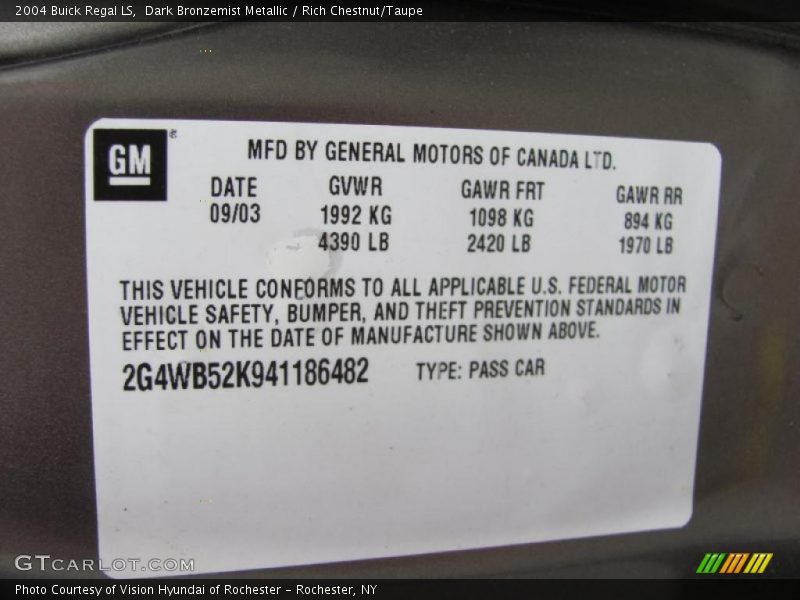 2004 Buick Regal LS,  Dark Bronzemist Metallic / Rich Chestnut/Taupe
GM®
MFD BY GENERAL MOTORS OF CANADA LTD.
DATE GVWR GAWR FRT GAWR RR
09/03 1992 KG 1098 KG 894 KG
4390 LB 2420 LB 1970 LB
THIS VEHICLE CONFORMS TO ALL APPLICABLE U.S. FEDERAL MOTOR
VEHICLE SAFETY, BUMPER, AND THEFT PREVENTION STANDARDS IN
EFFECT ON THE DATE OF MANUFACTURE SHOWN ABOVE.
2G4WB52K941186482 TYPE: PASS CAR
GTCARLOT.COM
Photo Courtesy of Vision Hyundai of Rochester – Rochester, NY